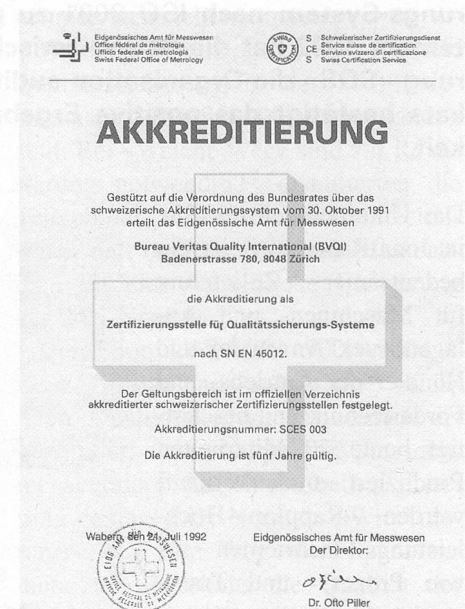 Eidgenössisches Amt für Messwesen
Office fédéral de métrologie
Ufficio federale di metrologia
Swiss Federal Office of Metrology
S Schweizerischer Zertifizierungsdienst
CE Service suisse de certification
S Servizio svizzero di certificazione
S Swiss Certification Service
AKKREDITIERUNG
Gestützt auf die Verordnung des Bundesrates über das
schweizerische Akkreditierungssystem vom 30. Oktober 1991
erteilt das Eidgenössische Amt für Messwesen
Bureau Veritas Quality International (BVQI)
Badenerstrasse 780, 8048 Zürich
die Akkreditierung als
Zertifizierungsstelle für Qualitätssicherungs-Systeme
nach SN EN 45012.
Der Geltungsbereich ist im offiziellen Verzeichnis
akkreditierter schweizerischer Zertifizierungsstellen festgelegt.
Akkreditierungsnummer: SCES 003
Die Akkreditierung ist fünf Jahre gültig.
Wabern, den 21. Juli 1992
Eidgenössisches Amt für Messwesen
Der Direktor:
Dr. Otto Piller